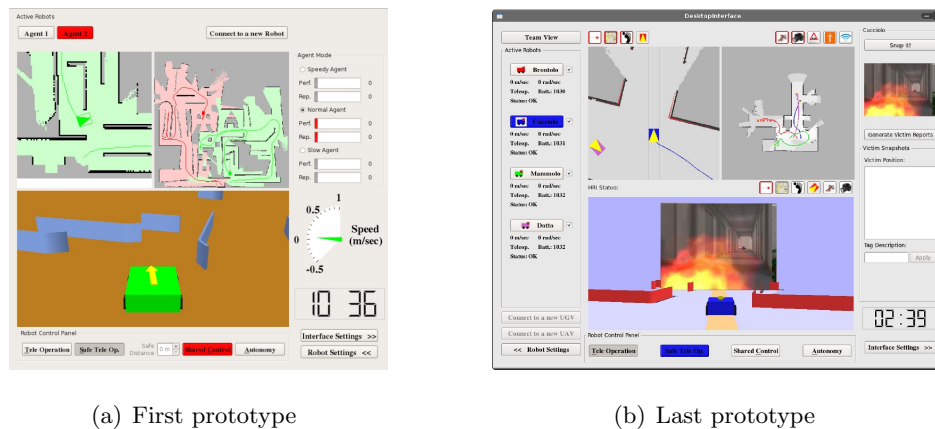 Active Robots
Agent 1
Agent 2
Connect to a new Robot
Agent Mode
Speedy Agent
Perf. 0
Rep. 0
Normal Agent
Perf. 0
Rep. 0
Slow Agent
Perf. 0
Rep. 0
1
0.5
0
-0.5
Speed
(m/sec)
10 36
Robot Control Panel
Tele Operation
Safe Tele Op.
Safe
Distance
0 m
Shared Control
Autonomy
Interface Settings >>
Robot Settings <<
DesktopInterface
Team View
Active Robots
Brontolo
0 m/sec 0 rad/sec
Teleop. Batt.: 1030
Status: OK
Cucciolo
0 m/sec 0 rad/sec
Teleop. Batt.: 1031
Status: OK
Mammolo
0 m/sec 0 rad/sec
Teleop. Batt.: 1032
Status: OK
Dotto
0 m/sec 0 rad/sec
Teleop. Batt.: 1032
Status: OK
Connect to a new UGV
Connect to a new UAV
<< Robot Settings
HRI Status:
Robot Control Panel
Tele Operation
Safe Tele Op.
Shared Control
Autonomy
Cucciolo
Snap it!
Generate Victim Reports
Victim Snapshots
Victim Position:
Tag Description:
Apply
02:39
Interface Settings >>
(a) First prototype
(b) Last prototype